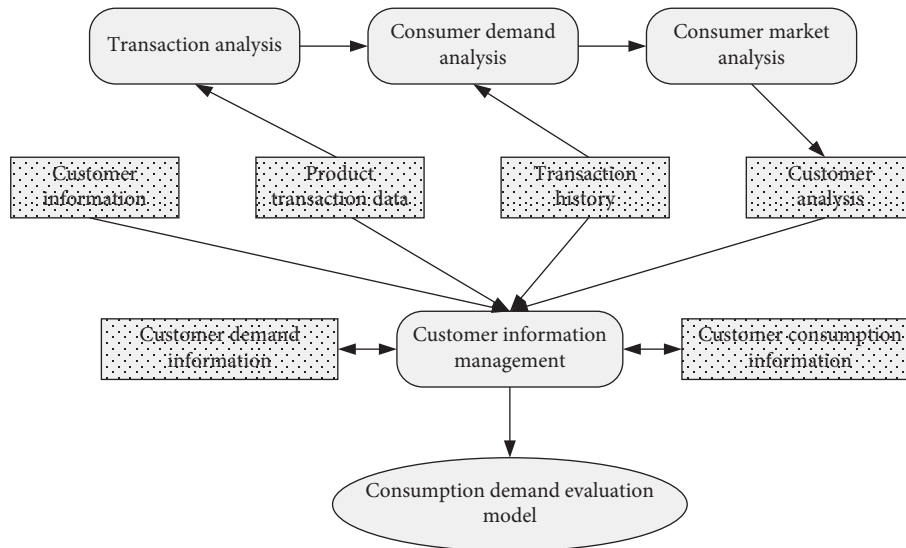 Transaction analysis
Consumer demand
analysis
Consumer market
analysis
Customer
information
Product
transaction data
Transaction
history
Customer
analysis
Customer demand
information
Customer information
management
Customer consumption
information
Consumption demand evaluation
model